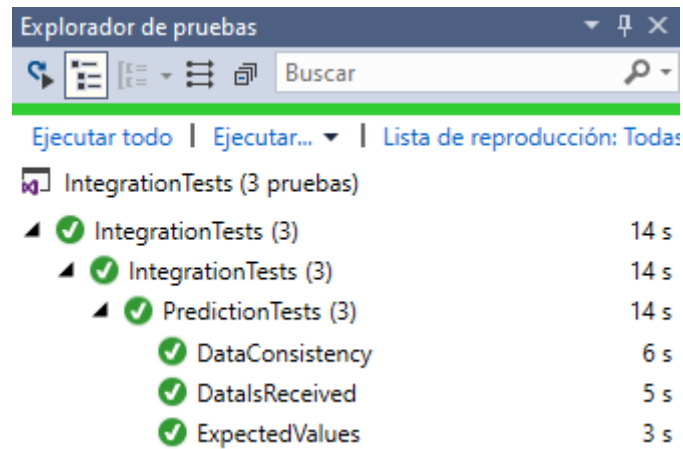 Explorador de pruebas
Buscar
Ejecutar todo | Ejecutar... | Lista de reproducción: Todas
IntegrationTests (3 pruebas)
IntegrationTests (3) 14 s
IntegrationTests (3) 14 s
PredictionTests (3) 14 s
DataConsistency 6 s
DataIsReceived 5 s
ExpectedValues 3 s